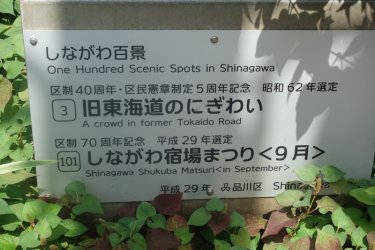 しながわ百景
One Hundred Scenic Spots in Shinagawa
区制40周年・区民憲章制定5周年記念 昭和62年選定
3 旧東海道のにぎわい
A crowd in former Tokaido Road
区制70周年記念 平成29年選定
101 しながわ宿場まつり<9月>
Shinagawa Shukuba Matsuri<in September>
平成29年 品川区